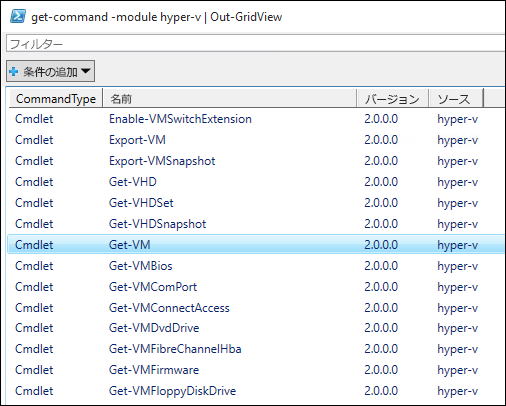 get-command -module hyper-v | Out-GridView
フィルター
条件の追加
CommandType 名前 バージョン ソース
Cmdlet Enable-VMSwitchExtension 2.0.0.0 hyper-v
Cmdlet Export-VM 2.0.0.0 hyper-v
Cmdlet Export-VMSnapshot 2.0.0.0 hyper-v
Cmdlet Get-VHD 2.0.0.0 hyper-v
Cmdlet Get-VHDSet 2.0.0.0 hyper-v
Cmdlet Get-VHDSnapshot 2.0.0.0 hyper-v
Cmdlet Get-VM 2.0.0.0 hyper-v
Cmdlet Get-VMBios 2.0.0.0 hyper-v
Cmdlet Get-VMComPort 2.0.0.0 hyper-v
Cmdlet Get-VMConnectAccess 2.0.0.0 hyper-v
Cmdlet Get-VMDvdDrive 2.0.0.0 hyper-v
Cmdlet Get-VMFibreChannelHba 2.0.0.0 hyper-v
Cmdlet Get-VMFirmware 2.0.0.0 hyper-v
Cmdlet Get-VMFloppyDiskDrive 2.0.0.0 hyper-v